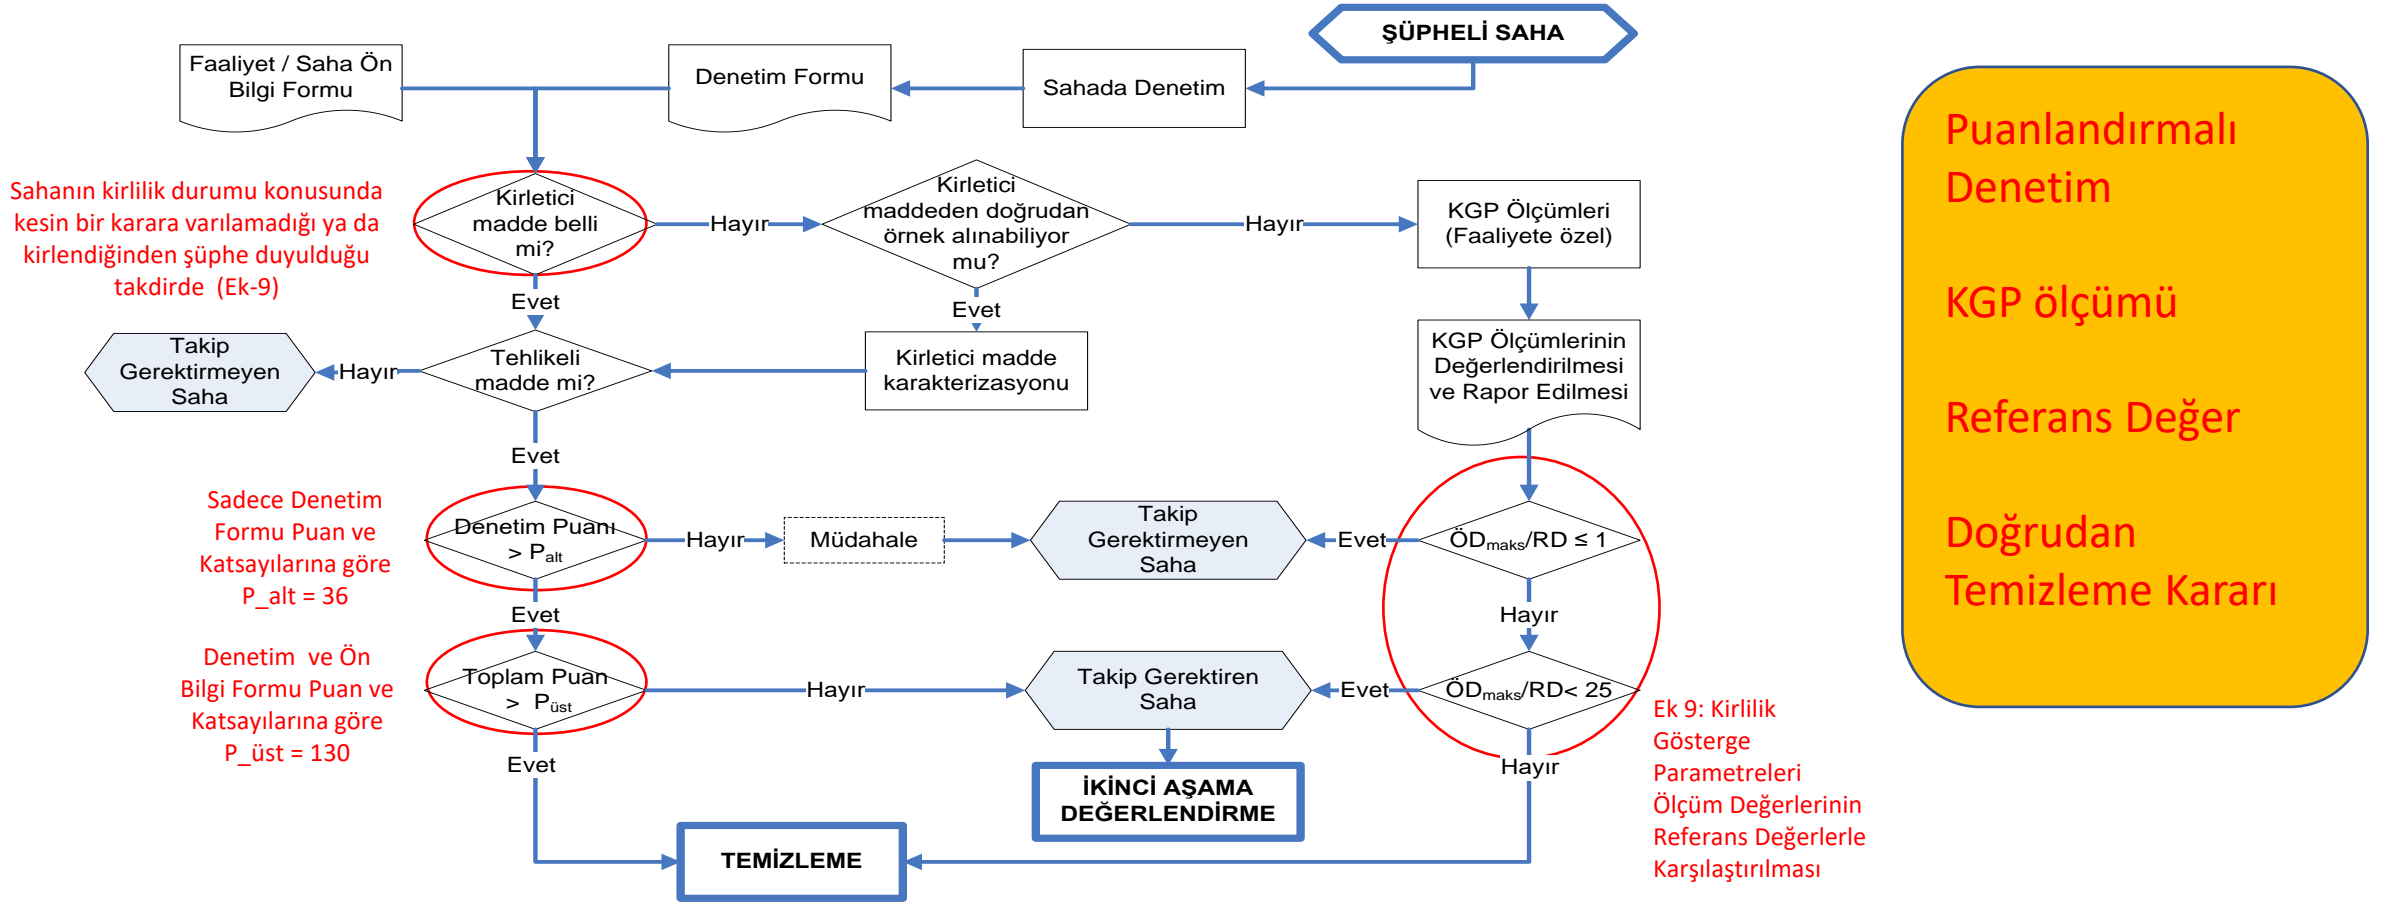 ŞÜPHELİ SAHA
Faaliyet / Saha Ön
Bilgi Formu
Denetim Formu
Sahada Denetim
Sahanın kirlilik durumu konusunda
kesin bir karara varılamadığı ya da
kirlendiğinden şüphe duyulduğu
takdirde (Ek-9)
Kirletici
madde belli
mi?
Hayır
Kirletici
maddeden doğrudan
örnek alınabiliyor
mu?
Hayır
KGP Ölçümleri
(Faaliyete özel)
Evet
Evet
Takip
Gerektirmeyen
Saha
Hayır
Tehlikeli
madde mi?
Kirletici madde
karakterizasyonu
KGP Ölçümlerinin
Değerlendirilmesi
ve Rapor Edilmesi
Evet
Sadece Denetim
Formu Puan ve
Katsayılarına göre
P_alt = 36
Denetim Puanı
> Palt
Hayır
Müdahale
Takip
Gerektirmeyen
Saha
Evet
ÖDmaks/RD ≤ 1
Evet
Hayır
Denetim ve Ön
Bilgi Formu Puan ve
Katsayılarına göre
P_üst = 130
Toplam Puan
> Püst
Hayır
Takip Gerektiren
Saha
Evet
ÖDmaks/RD< 25
Evet
Hayır
İKİNCİ AŞAMA
DEĞERLENDİRME
TEMİZLEME
Ek 9: Kirlilik
Gösterge
Parametreleri
Ölçüm Değerlerinin
Referans Değerlerle
Karşılaştırılması
Puanlandırmalı
Denetim
KGP ölçümü
Referans Değer
Doğrudan
Temizleme Kararı